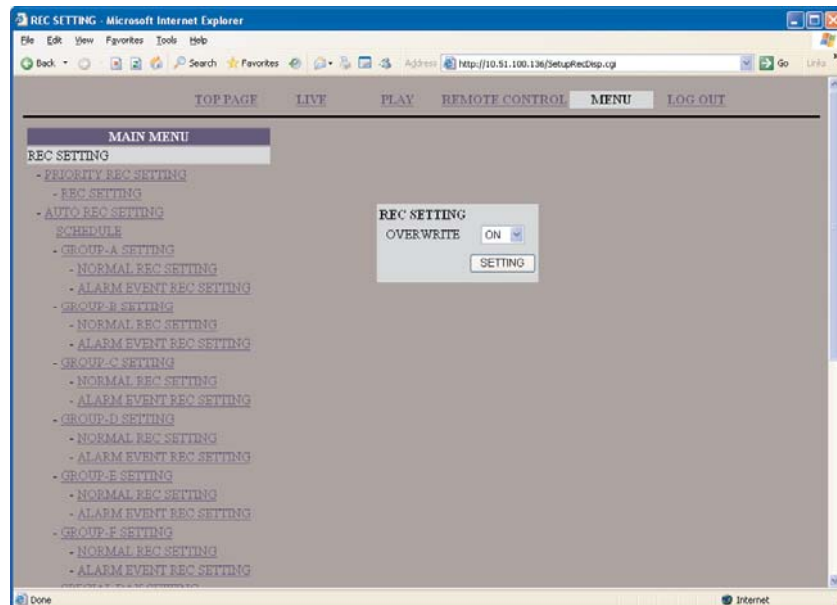 REC SETTING - Microsoft Internet Explorer
File Edit View Favorites Tools Help
Back Search Favorites Address http://10.51.100.136/SetupRecDisp.cgi Go Links
TOP PAGE LIVE PLAY REMOTE CONTROL MENU LOG OUT
MAIN MENU
REC SETTING
- PRIORITY REC SETTING
- REC SETTING
- AUTO REC SETTING
SCHEDULE
- GROUP-A SETTING
- NORMAL REC SETTING
- ALARM EVENT REC SETTING
- GROUP-B SETTING
- NORMAL REC SETTING
- ALARM EVENT REC SETTING
- GROUP-C SETTING
- NORMAL REC SETTING
- ALARM EVENT REC SETTING
- GROUP-D SETTING
- NORMAL REC SETTING
- ALARM EVENT REC SETTING
- GROUP-E SETTING
- NORMAL REC SETTING
- ALARM EVENT REC SETTING
- GROUP-F SETTING
- NORMAL REC SETTING
- ALARM EVENT REC SETTING
REC SETTING
OVERWRITE ON
SETTING
Done Internet